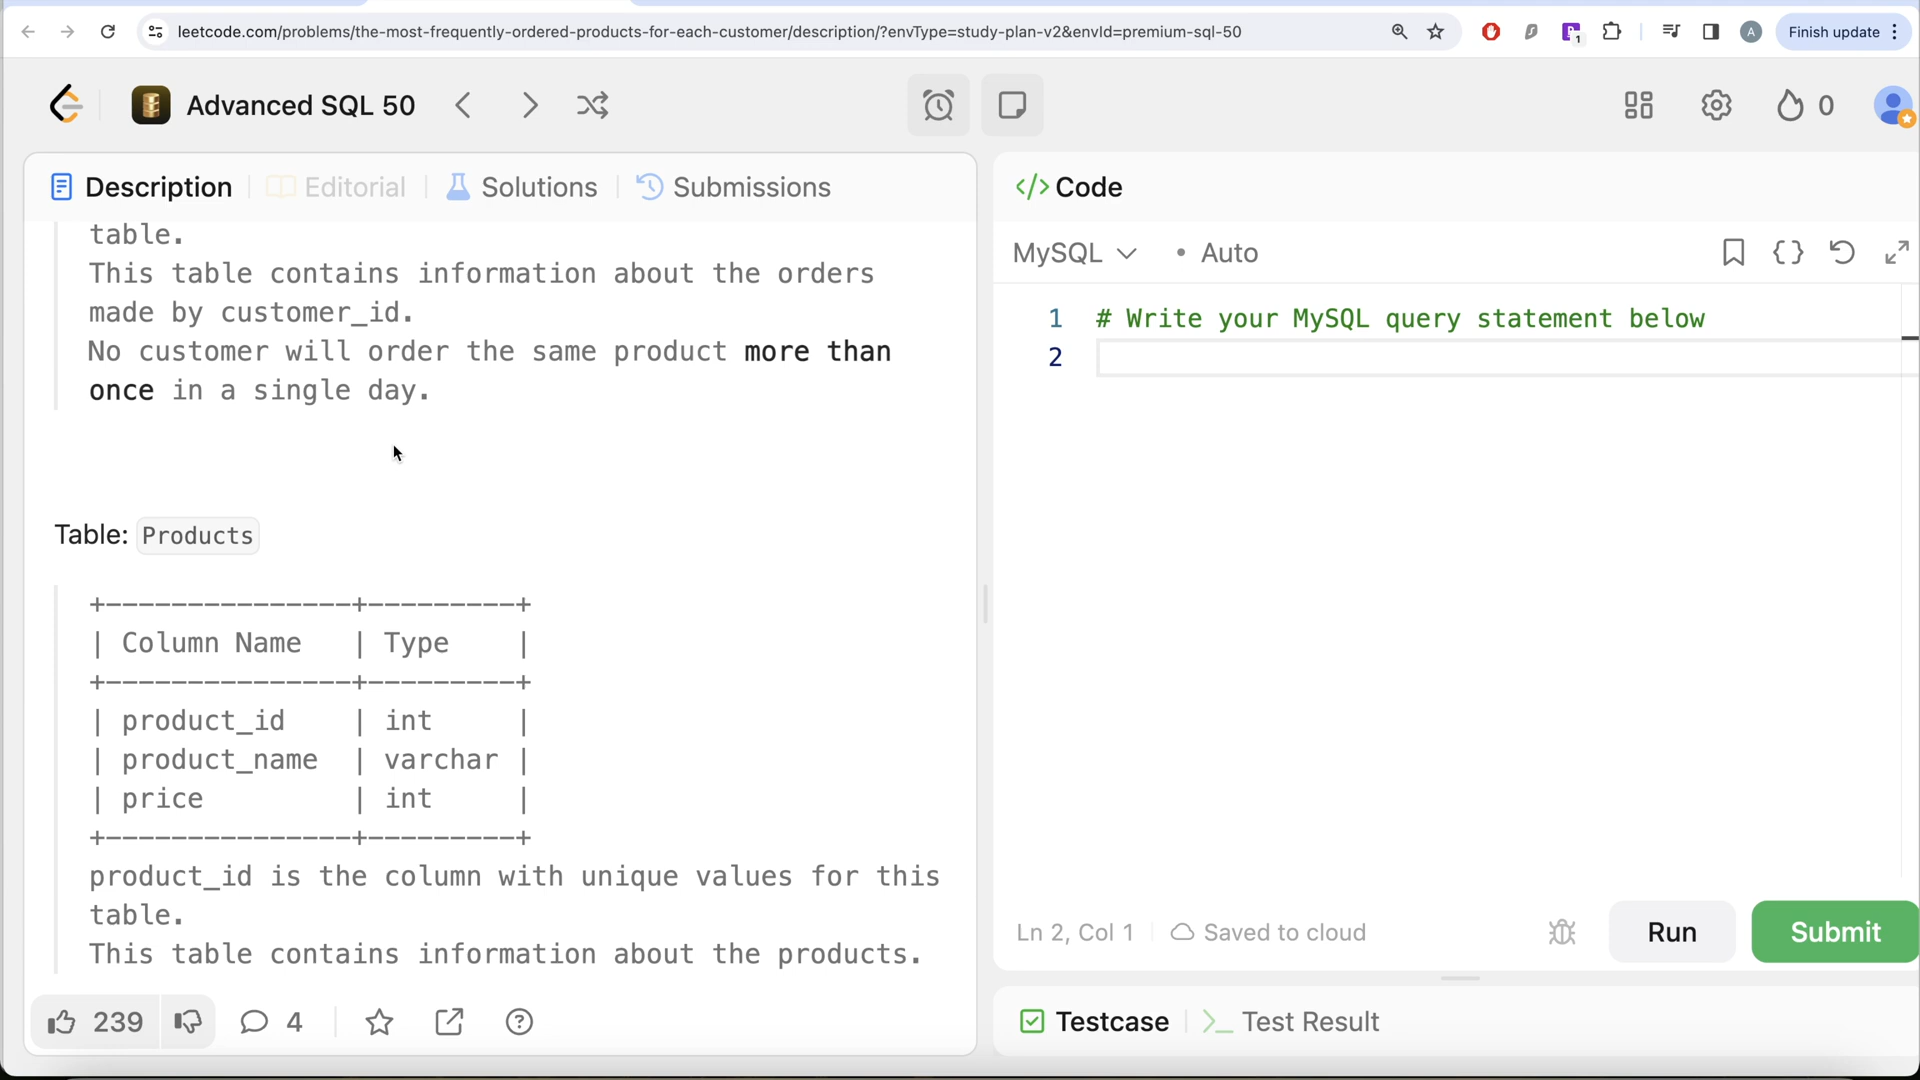 leetcode.com/problems/the-most-frequently-ordered-products-for-each-customer/description/?envType=study-plan-v2&envId=premium-sql-50
1
A
Finish update
Advanced SQL 50
0
Description
Editorial
Solutions
Submissions
table.
This table contains information about the orders
made by customer_id.
No customer will order the same product more than
once in a single day.
Table: Products
+---------------+---------+
| Column Name   | Type    |
+---------------+---------+
| product_id    | int     |
| product_name  | varchar |
| price         | int     |
+---------------+---------+
product_id is the column with unique values for this
table.
This table contains information about the products.
239
4
</> Code
MySQL
• Auto
1 # Write your MySQL query statement below
2
Ln 2, Col 1
Saved to cloud
Run
Submit
Testcase
>_ Test Result